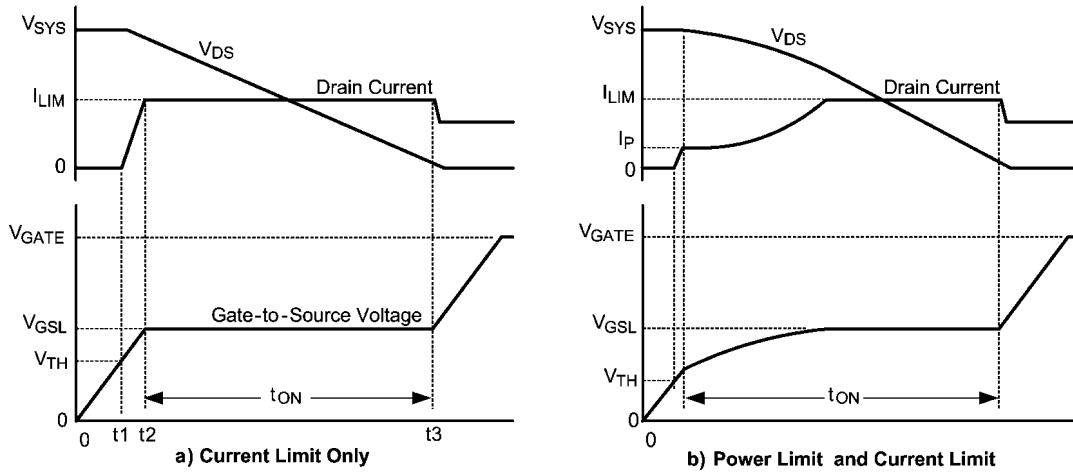 VSYS
VDS
ILIM
Drain Current
0
VGATE
VGSL
Gate-to-Source Voltage
VTH
tON
0
0
t1
t2
t3
a) Current Limit Only
VSYS
VDS
ILIM
Drain Current
IP
0
VGATE
VGSL
VTH
tON
0
0
b) Power Limit and Current Limit